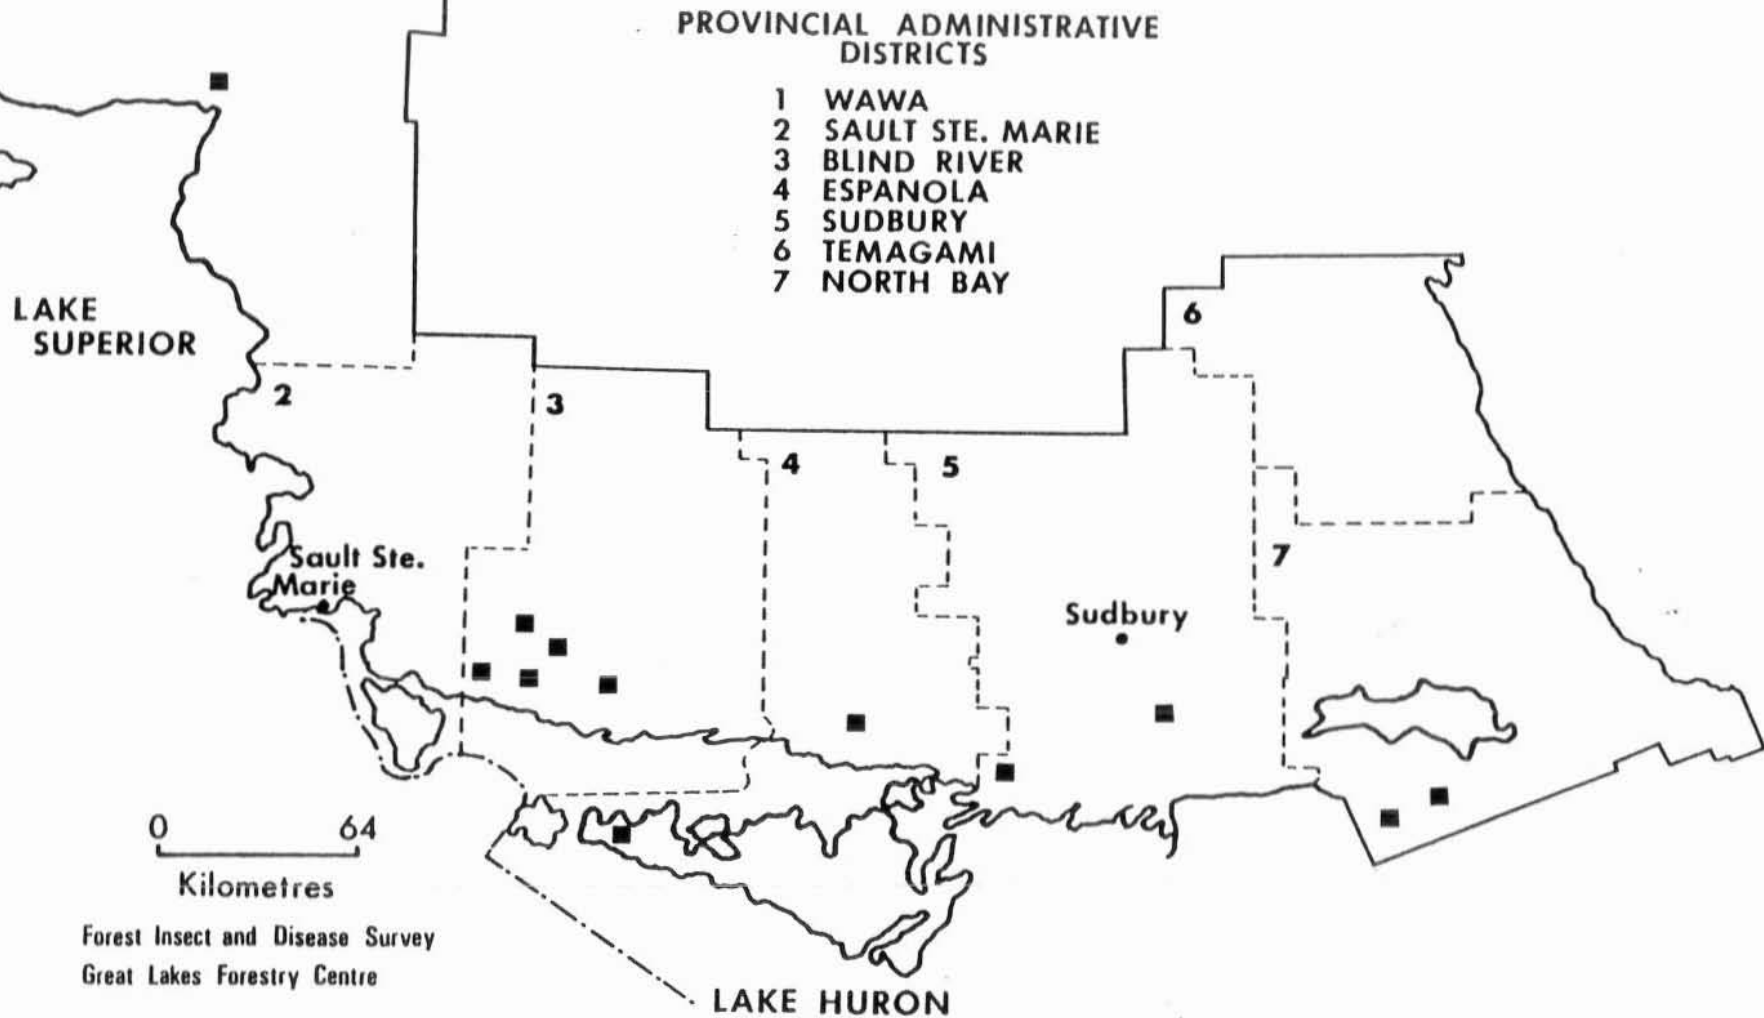 PROVINCIAL ADMINISTRATIVE
DISTRICTS
1 WAWA
2 SAULT STE. MARIE
3 BLIND RIVER
4 ESPANOLA
5 SUDBURY
6 TEMAGAMI
7 NORTH BAY
LAKE
SUPERIOR
6
2
3
4
5
7
Sault Ste.
Marie
Sudbury
0 64
Kilometres
Forest Insect and Disease Survey
Great Lakes Forestry Centre
LAKE HURON